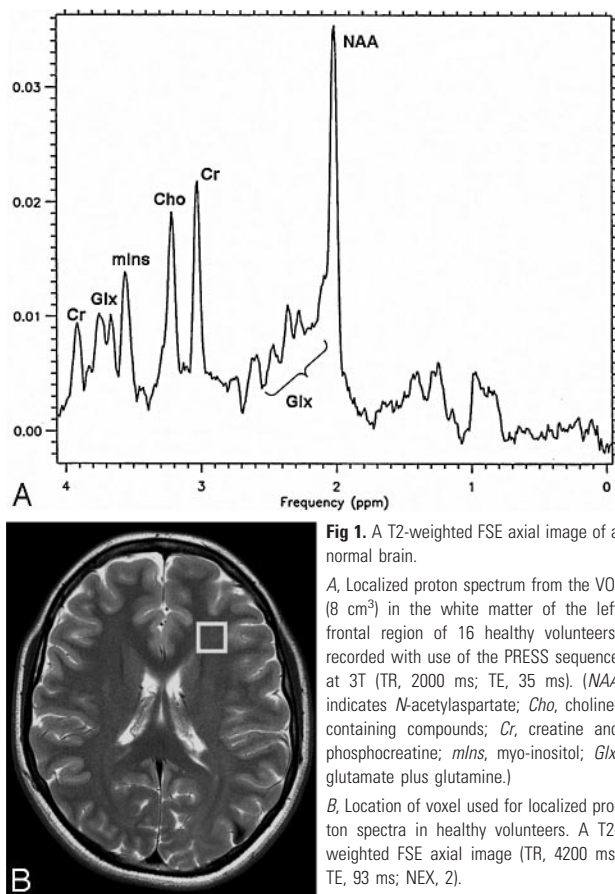 NAA
0.03
Cr
Cho
0.02
mIns
Glx
Cr
0.01
Glx
0.00
4 3 2 1 0
Frequency (ppm)
A
B
Fig 1. A T2-weighted FSE axial image of a
normal brain.
A, Localized proton spectrum from the VO
(8 cm³) in the white matter of the left
frontal region of 16 healthy volunteers
recorded with use of the PRESS sequence
at 3T (TR, 2000 ms; TE, 35 ms). (NAA
indicates N-acetylaspartate; Cho, choline
containing compounds; Cr, creatine and
phosphocreatine; mIns, myo-inositol; Glx
glutamate plus glutamine.)
B, Location of voxel used for localized pro
ton spectra in healthy volunteers. A T2
weighted FSE axial image (TR, 4200 ms
TE, 93 ms; NEX, 2).